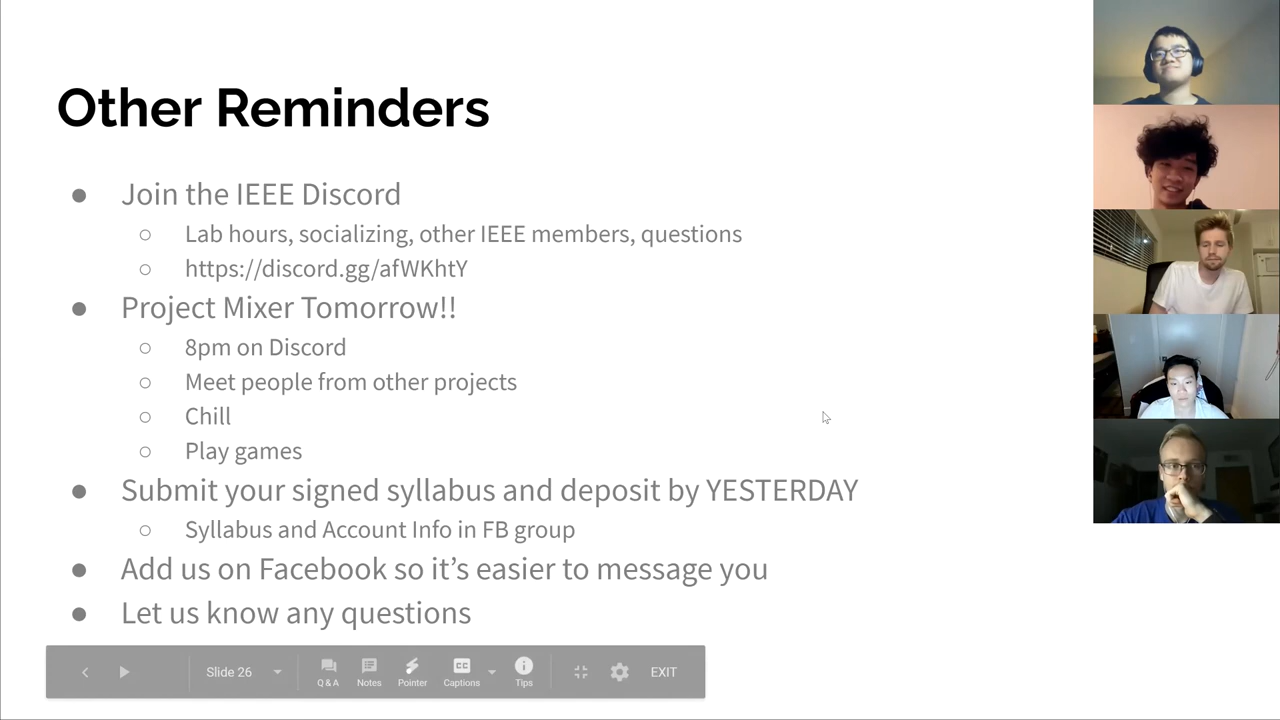 Other Reminders
● Join the IEEE Discord
○ Lab hours, socializing, other IEEE members, questions
○ https://discord.gg/afWKhtY
● Project Mixer Tomorrow!!
○ 8pm on Discord
○ Meet people from other projects
○ Chill
○ Play games
● Submit your signed syllabus and deposit by YESTERDAY
○ Syllabus and Account Info in FB group
● Add us on Facebook so it’s easier to message you
● Let us know any questions
Slide 26 Q & A Notes Pointer CC Captions Tips EXIT